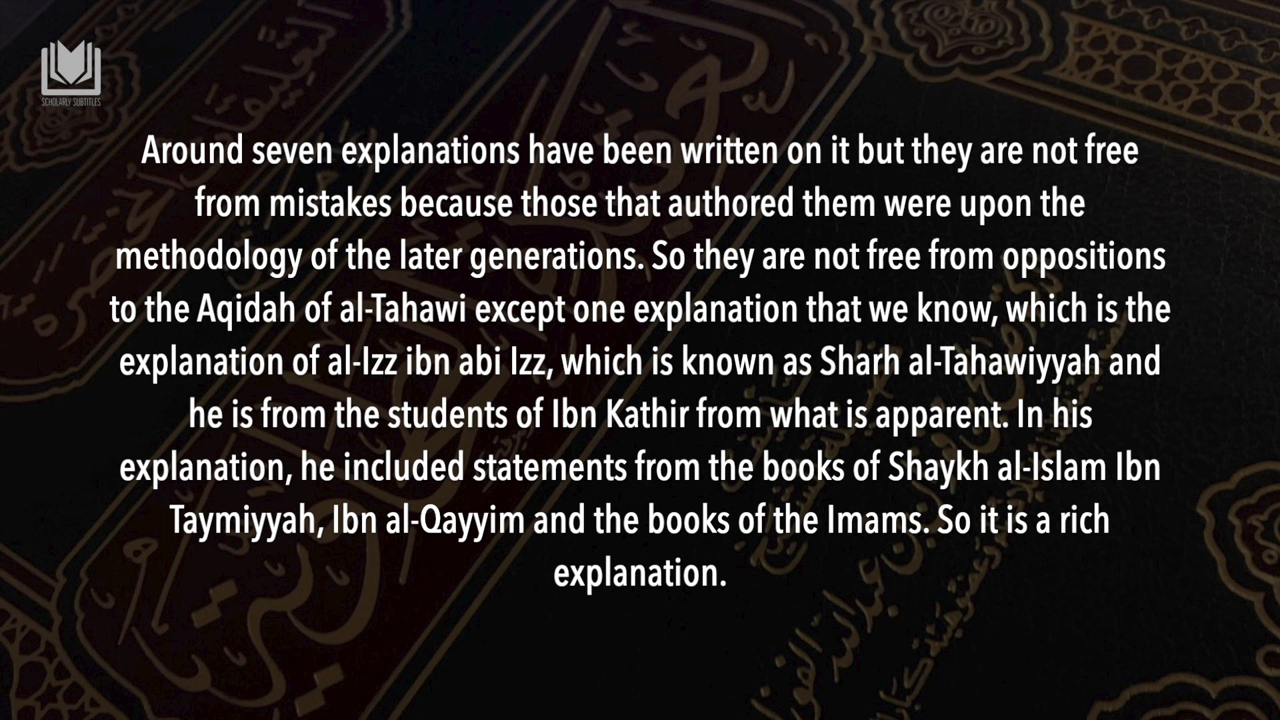 SCHOLARLY SUBTITLES
Around seven explanations have been written on it but they are not free
from mistakes because those that authored them were upon the
methodology of the later generations. So they are not free from oppositions
to the Aqidah of al-Tahawi except one explanation that we know, which is the
explanation of al-Izz ibn abi Izz, which is known as Sharh al-Tahawiyyah and
he is from the students of Ibn Kathir from what is apparent. In his
explanation, he included statements from the books of Shaykh al-Islam Ibn
Taymiyyah, Ibn al-Qayyim and the books of the Imams. So it is a rich
explanation.